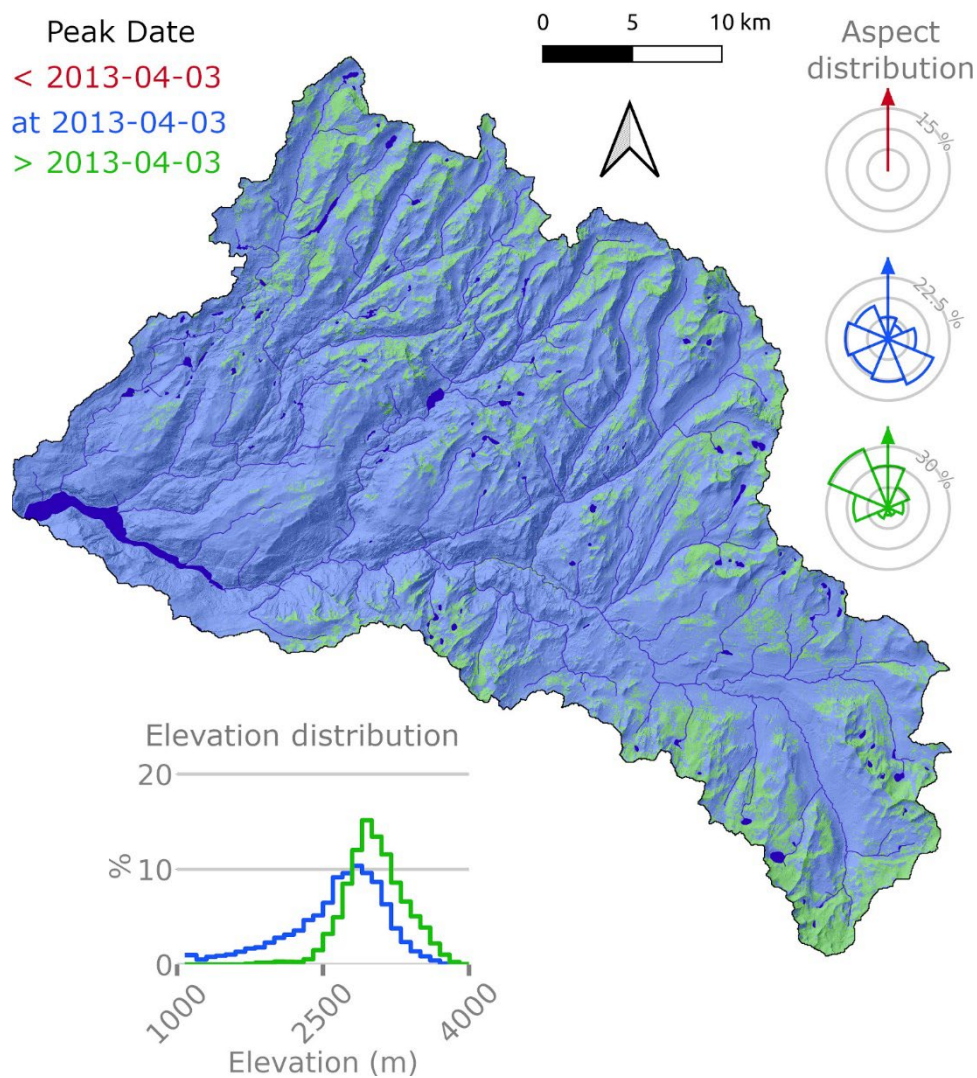 Peak Date
< 2013-04-03
at 2013-04-03
> 2013-04-03
0 5 10 km
Aspect
distribution
15 %
22.5 %
30 %
Elevation distribution
20
10
0
%
1000
2500
4000
Elevation (m)